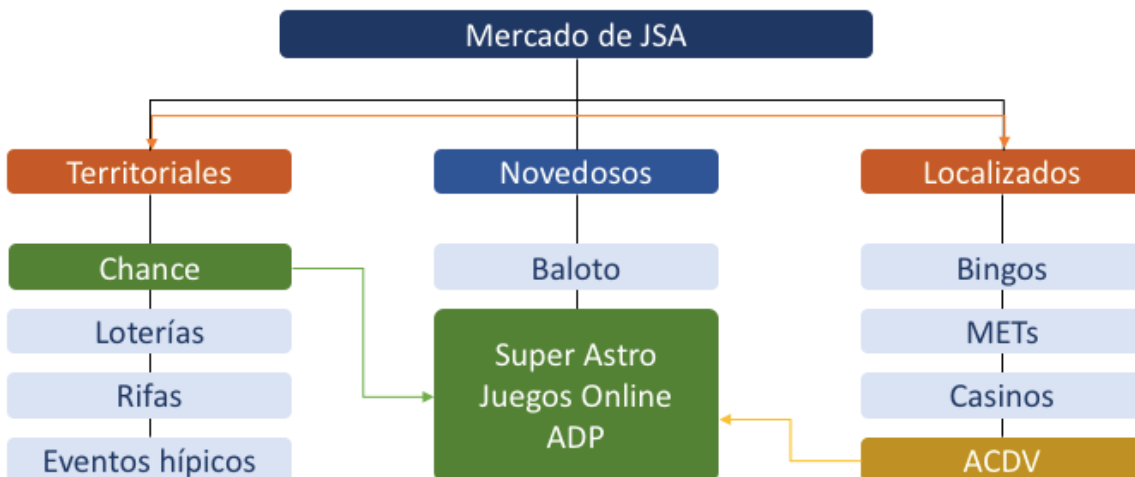 Mercado de JSA
Territoriales
Novedosos
Localizados
Chance
Baloto
Bingos
Loterías
Super Astro
Juegos Online
ADP
METs
Rifas
Casinos
Eventos hípicos
ACDV